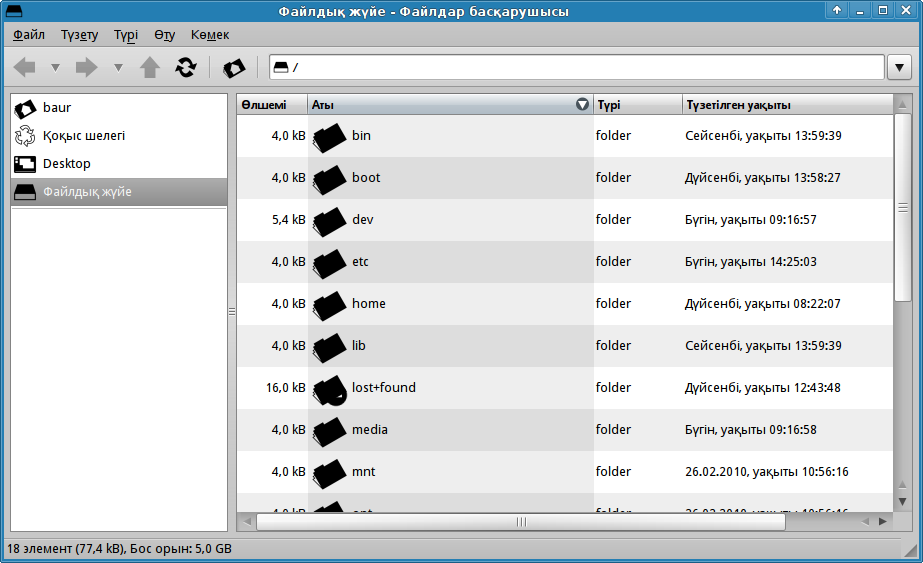 Файлдық жүйе - Файлдар басқарушысы
Файл Түзету Түрі Өту Көмек
/
baur
Қоқыс шелегі
Desktop
Файлдық жүйе
Өлшемі Аты Түрі Түзетілген уақыты
4,0 kB bin folder Сейсенбі, уақыты 13:59:39
4,0 kB boot folder Дүйсенбі, уақыты 13:58:27
5,4 kB dev folder Бүгін, уақыты 09:16:57
4,0 kB etc folder Бүгін, уақыты 14:25:03
4,0 kB home folder Дүйсенбі, уақыты 08:22:07
4,0 kB lib folder Сейсенбі, уақыты 13:59:39
16,0 kB lost+found folder Дүйсенбі, уақыты 12:43:48
4,0 kB media folder Бүгін, уақыты 09:16:58
4,0 kB mnt folder 26.02.2010, уақыты 10:56:16
18 элемент (77,4 kB), Бос орын: 5,0 GB